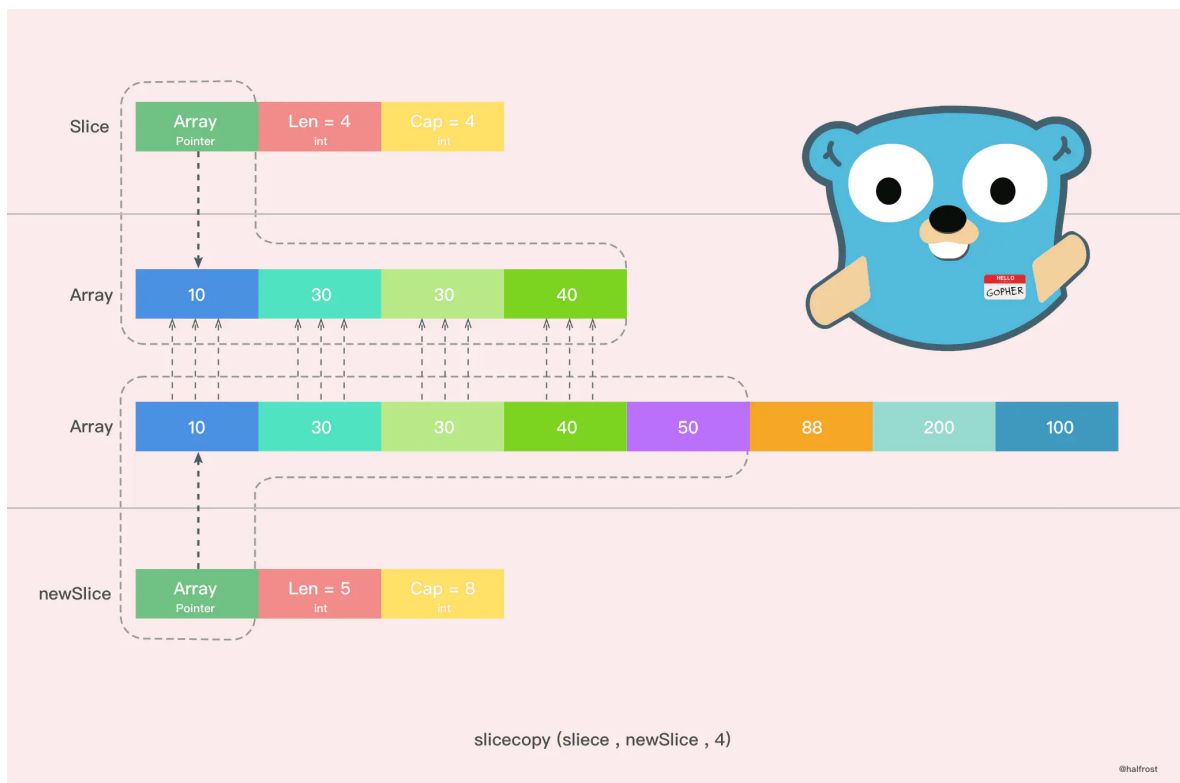 Slice
Array
Pointer
Len = 4
int
Cap = 4
int
HELLO
GOPHER
Array
10
30
30
40
Array
10
30
30
40
50
88
200
100
newSlice
Array
Pointer
Len = 5
int
Cap = 8
int
slicecopy (sliece , newSlice , 4)
@halfrost